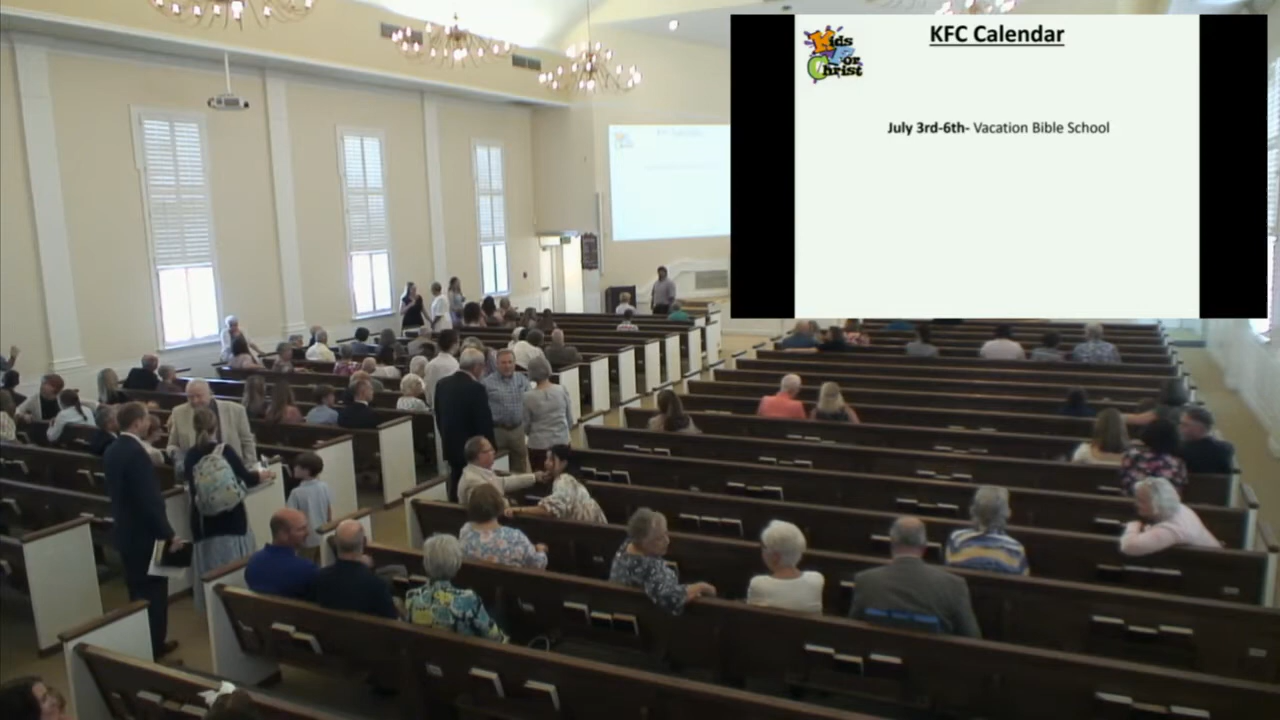 KFC Calendar
Kids
For
Christ
July 3rd-6th- Vacation Bible School